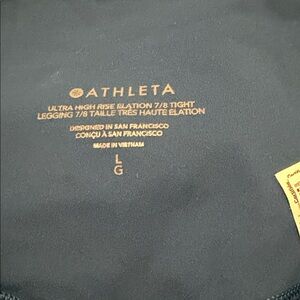 ATHLETA
ULTRA HIGH RISE ELATION 7/8 TIGHT
LEGGING 7/8 TAILLE TRÈS HAUTE ELATION
DESIGNED IN SAN FRANCISCO
CONÇU À SAN FRANCISCO
MADE IN VIETNAM
L
G